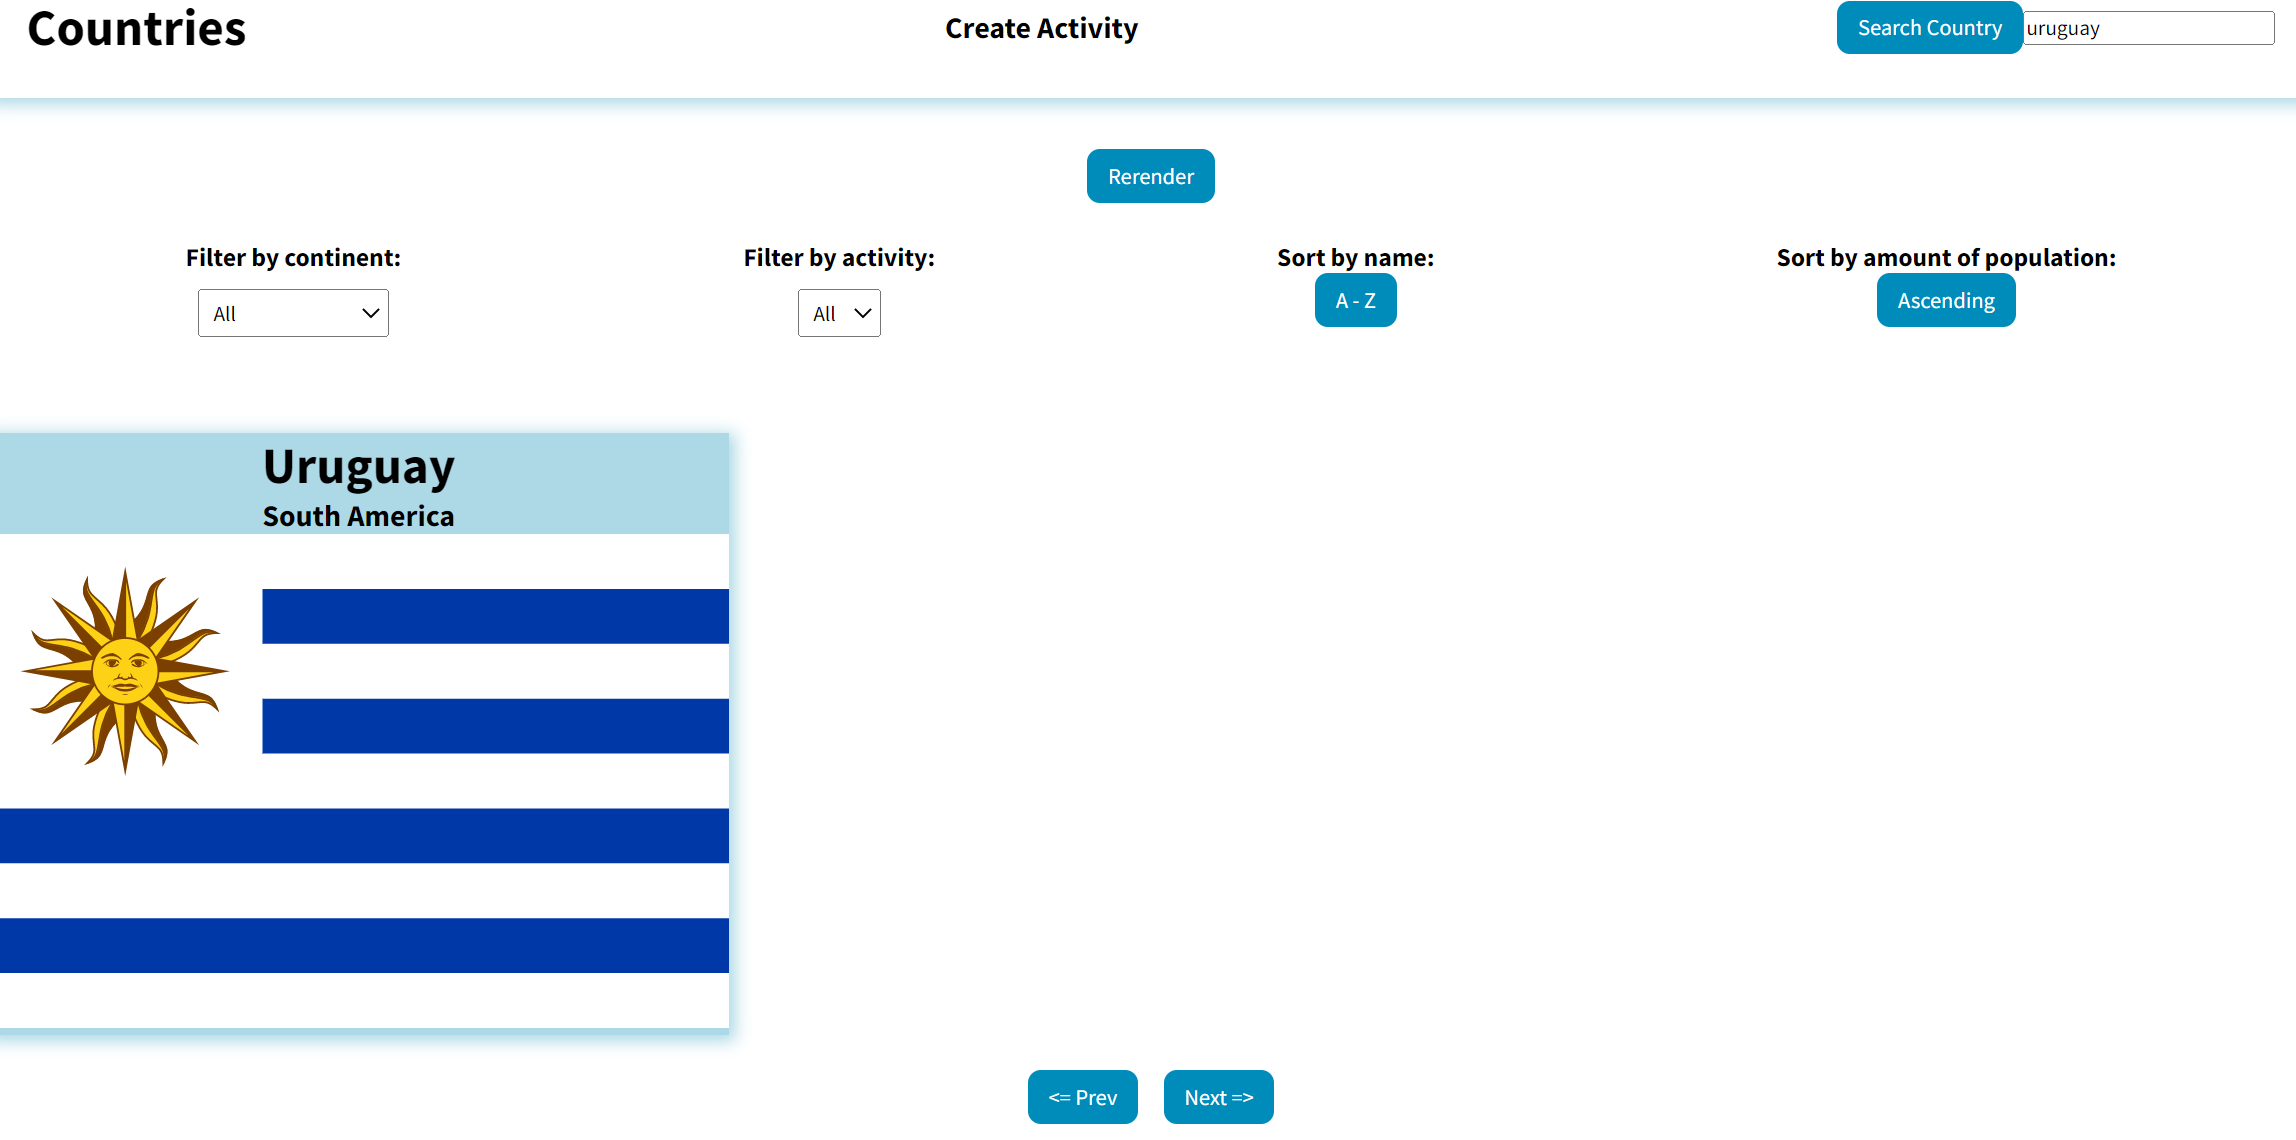 Countries
Create Activity
Search Country
uruguay
Rerender
Filter by continent:
Filter by activity:
Sort by name:
Sort by amount of population:
All
All
A - Z
Ascending
Uruguay
South America
<= Prev
Next =>